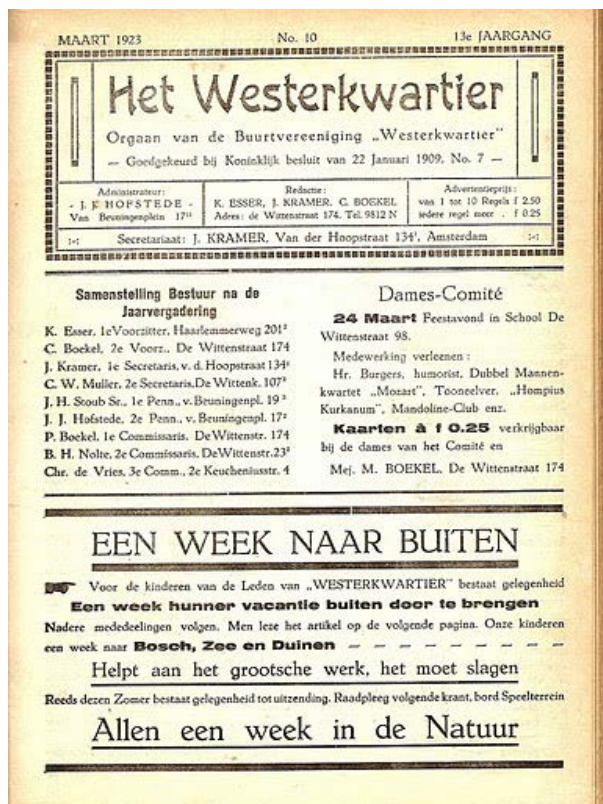 MAART 1923 No. 10 13e JAARGANG
Het Westerkwartier
Orgaan van de Buurtvereeniging „Westerkwartier”
— Goedgekeurd bij Koninklijk besluit van 22 Januari 1909, No. 7 —
Administrateur:
- J. J. HOFSTEDE -
Van Beuningenplein 17
Redactie:
K. ESSER, J. KRAMER, C. BOEKEL
Adres: de Wittenstraat 174. Tel. 9812 N
Advertentieprijs:
van 1 tot 10 Regels f 2.50
iedere regel meer . f 0.25
Secretariaat: J. KRAMER, Van der Hoopstraat 134¹, Amsterdam
Samenstelling Bestuur na de
Jaarvergadering
K. Esser, 1e Voorzitter, Haarlemmerweg 201²
C. Boekel, 2e Voorz., De Wittenstraat 174
J. Kramer, 1e Secretaris, v. d. Hoopstraat 134¹
C. W. Muller, 2e Secretaris, De Wittenk. 107³
J. H. Stoub Sr., 1e Penn., v. Beuningenpl. 19³
J. J. Hofstede, 2e Penn., v. Beuningenpl. 17²
P. Boekel, 1e Commissaris, De Wittenstr. 174
B. H. Nolte, 2e Commissaris, De Wittenstr. 23²
Chr. de Vries, 3e Comm., 2e Keucheniusstr. 4
Dames-Comité
24 Maart Feestavond in School De
Wittenstraat 98.
Medewerking verleenen :
Hr. Burgers, humorist, Dubbel Mannen-
kwartet „Mozart”, Tooneelver. „Hompius
Kurkanum”, Mandoline-Club enz.
Kaarten à f 0.25 verkrijgbaar
bij de dames van het Comité en
Mej. M. BOEKEL, De Wittenstraat 174
EEN WEEK NAAR BUITEN
Voor de kinderen van de Leden van „WESTERKWARTIER” bestaat gelegenheid
Een week hunner vacantie buiten door te brengen
Nadere mededeelingen volgen. Men leze het artikel op de volgende pagina. Onze kinderen
een week naar Bosch, Zee en Duinen — — — — — — — —
Helpt aan het grootsche werk, het moet slagen
Reeds dezen Zomer bestaat gelegenheid tot uitzending. Raadpleeg volgende krant, bord Speelterrein
Allen een week in de Natuur